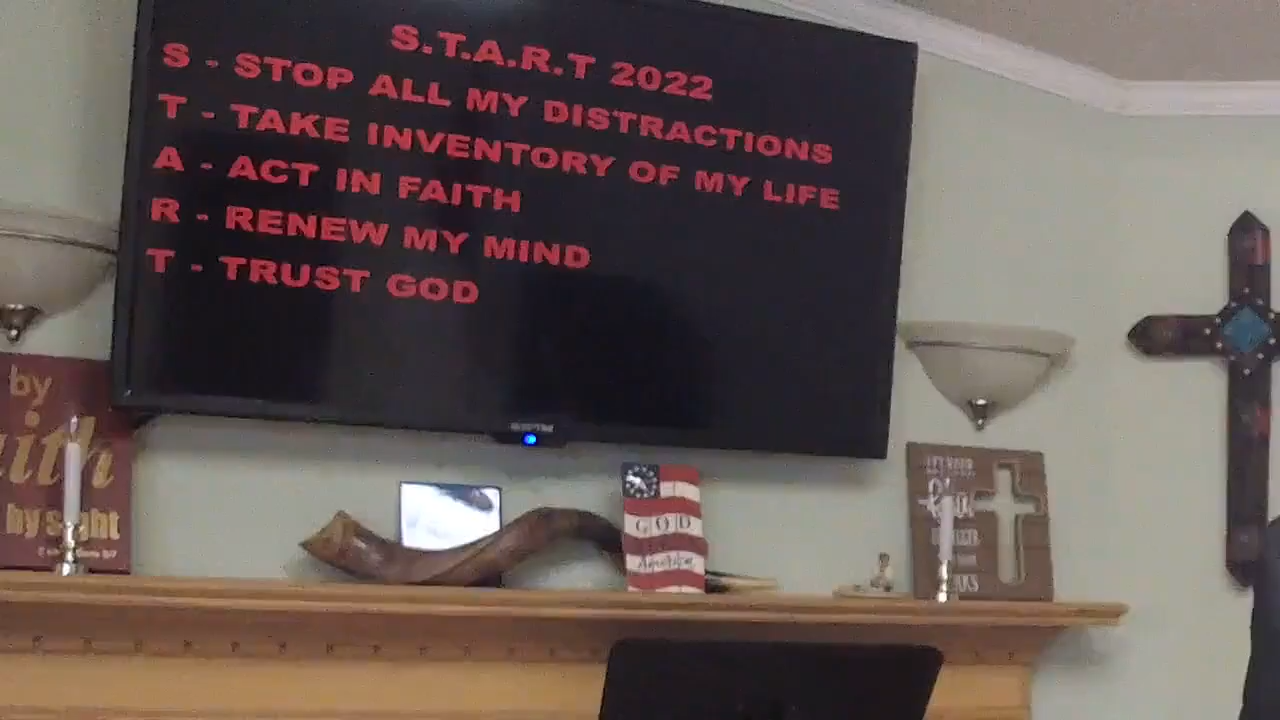 S.T.A.R.T 2022
S - STOP ALL MY DISTRACTIONS
T - TAKE INVENTORY OF MY LIFE
A - ACT IN FAITH
R - RENEW MY MIND
T - TRUST GOD
by
aith
by sight
GOD